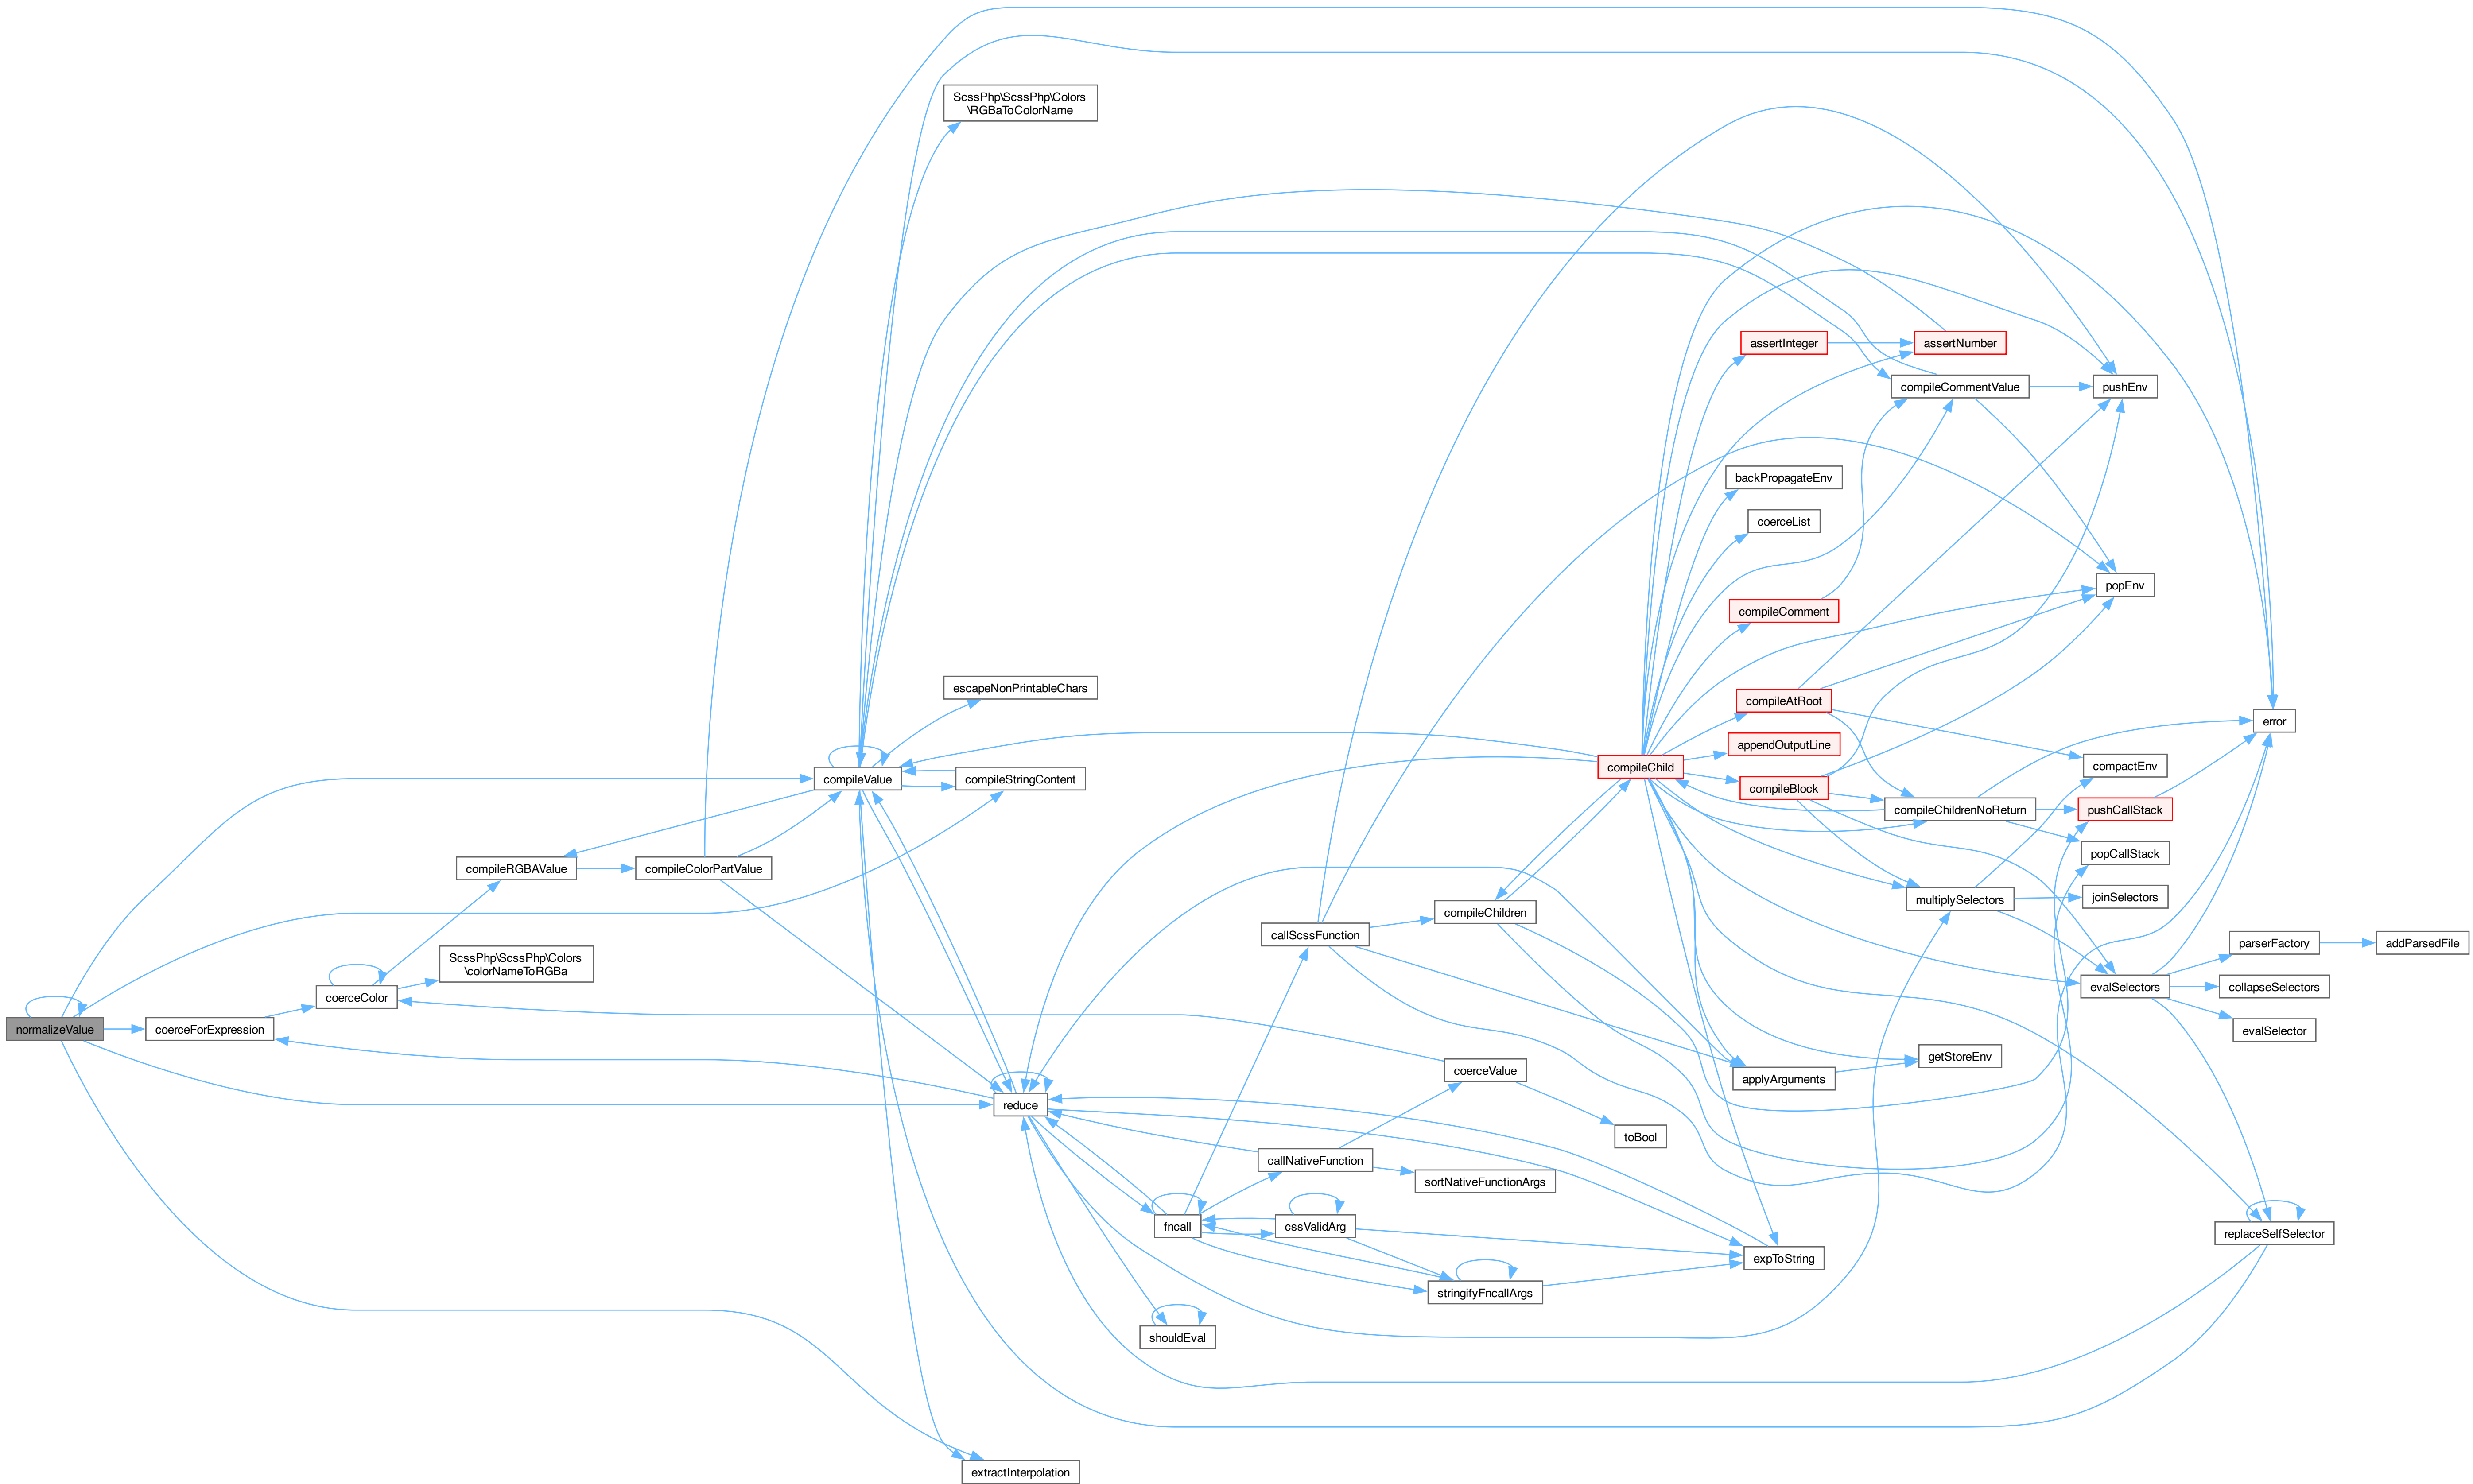 ScssPhp\ScssPhp\Colors
\RGBaToColorName
assertInteger
assertNumber
compileCommentValue
pushEnv
backPropagateEnv
coerceList
compileComment
popEnv
escapeNonPrintableChars
compileAtRoot
error
appendOutputLine
compileChild
compactEnv
compileValue
compileStringContent
compileBlock
compileChildrenNoReturn
pushCallStack
popCallStack
compileRGBAValue
compileColorPartValue
multiplySelectors
joinSelectors
compileChildren
callScssFunction
parserFactory
addParsedFile
ScssPhp\ScssPhp\Colors
\colorNameToRGBa
coerceColor
evalSelectors
collapseSelectors
normalizeValue
coerceForExpression
evalSelector
getStoreEnv
coerceValue
applyArguments
reduce
toBool
callNativeFunction
sortNativeFunctionArgs
fncall
cssValidArg
replaceSelfSelector
expToString
stringifyFncallArgs
shouldEval
extractInterpolation